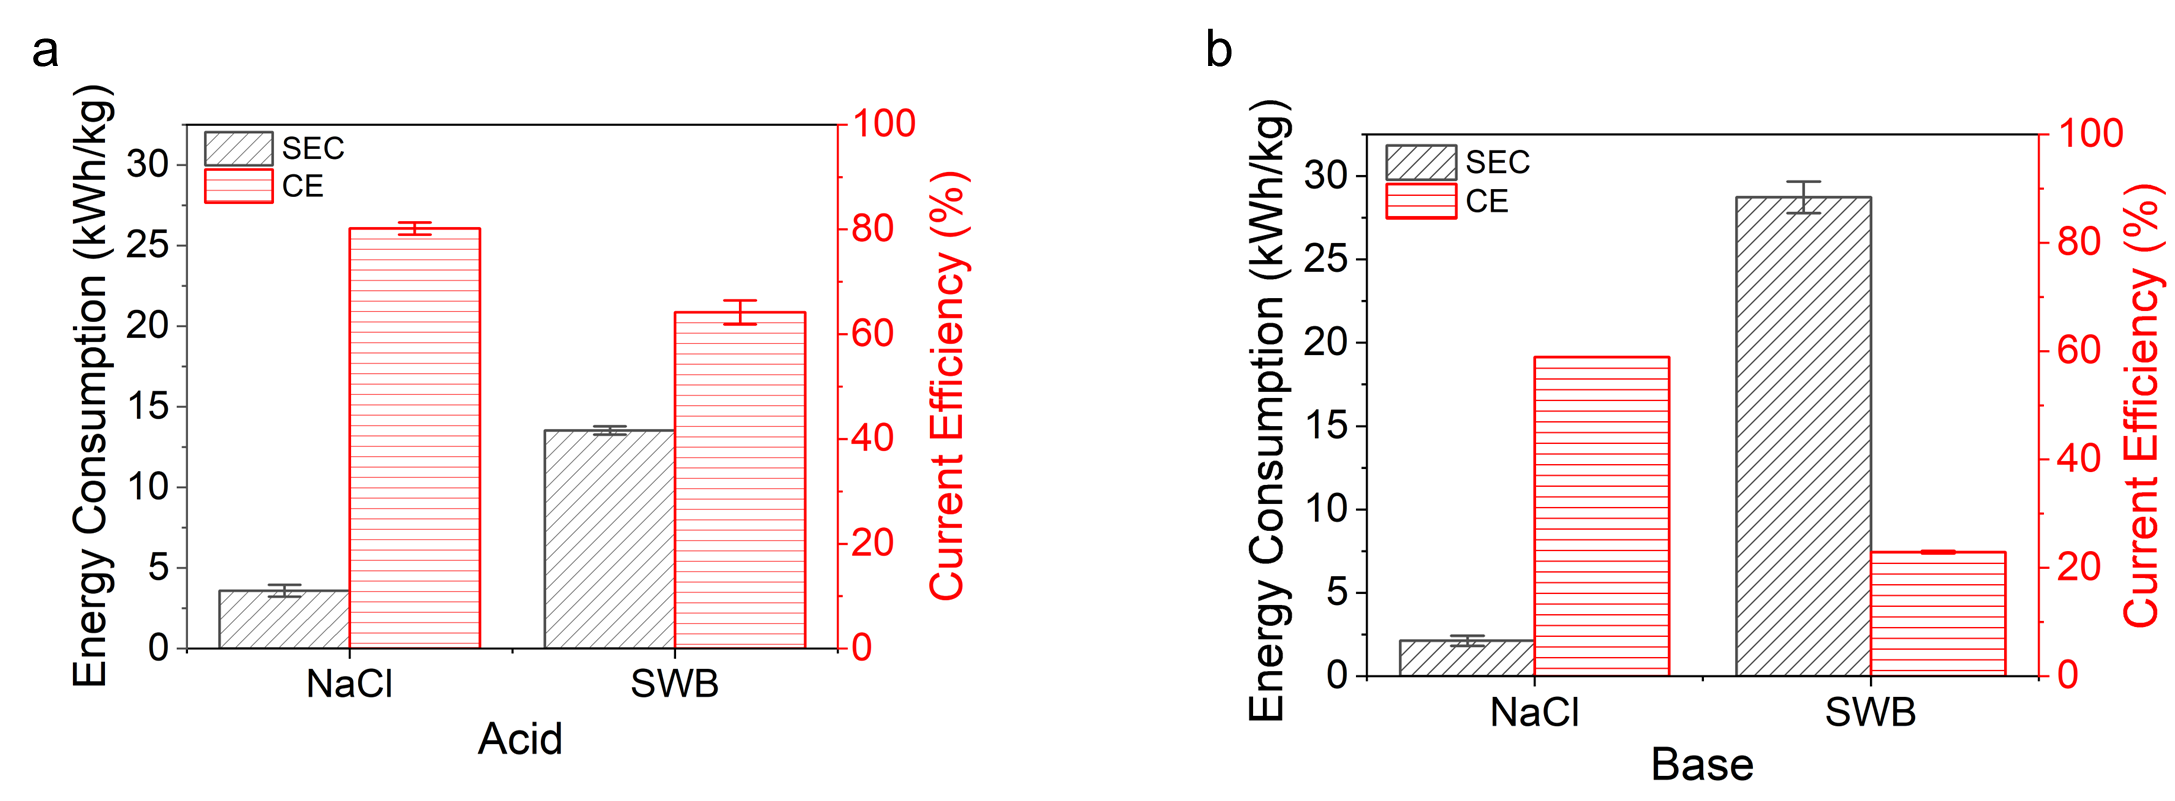 a
Energy Consumption (kWh/kg)
30
25
20
15
10
5
0
SEC
CE
100
80
60
40
20
0
Current Efficiency (%)
NaCl
SWB
Acid
b
Energy Consumption (kWh/kg)
30
25
20
15
10
5
0
SEC
CE
100
80
60
40
20
0
Current Efficiency (%)
NaCl
SWB
Base